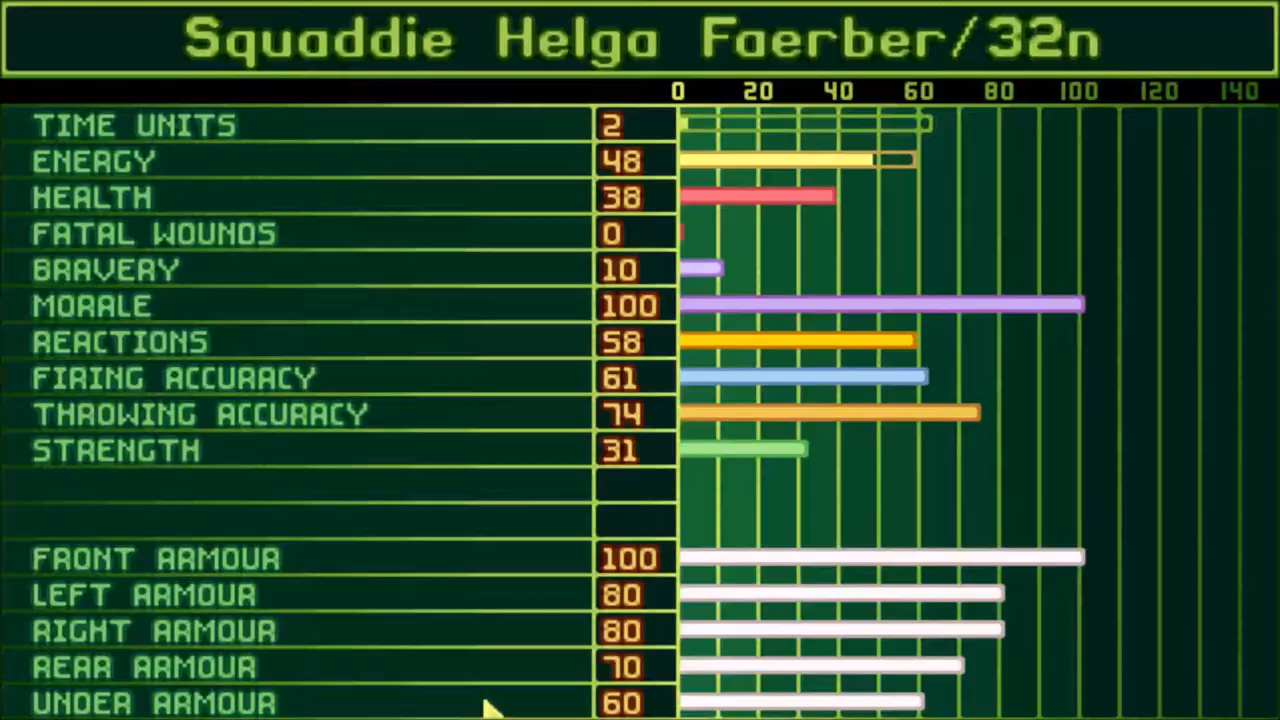 Squaddie Helga Faerber/32n
0 20 40 60 80 100 120 140
TIME UNITS 2
ENERGY 48
HEALTH 38
FATAL WOUNDS 0
BRAVERY 10
MORALE 100
REACTIONS 58
FIRING ACCURACY 61
THROWING ACCURACY 74
STRENGTH 31
FRONT ARMOUR 100
LEFT ARMOUR 80
RIGHT ARMOUR 80
REAR ARMOUR 70
UNDER ARMOUR 60